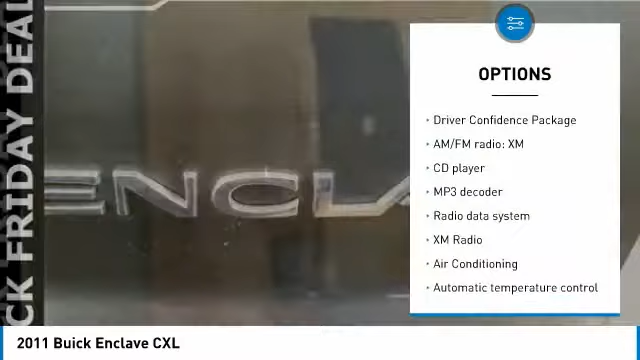 CK FRIDAY DEAL
ENCLA
OPTIONS
• Driver Confidence Package
• AM/FM radio: XM
• CD player
• MP3 decoder
• Radio data system
• XM Radio
• Air Conditioning
• Automatic temperature control
2011 Buick Enclave CXL